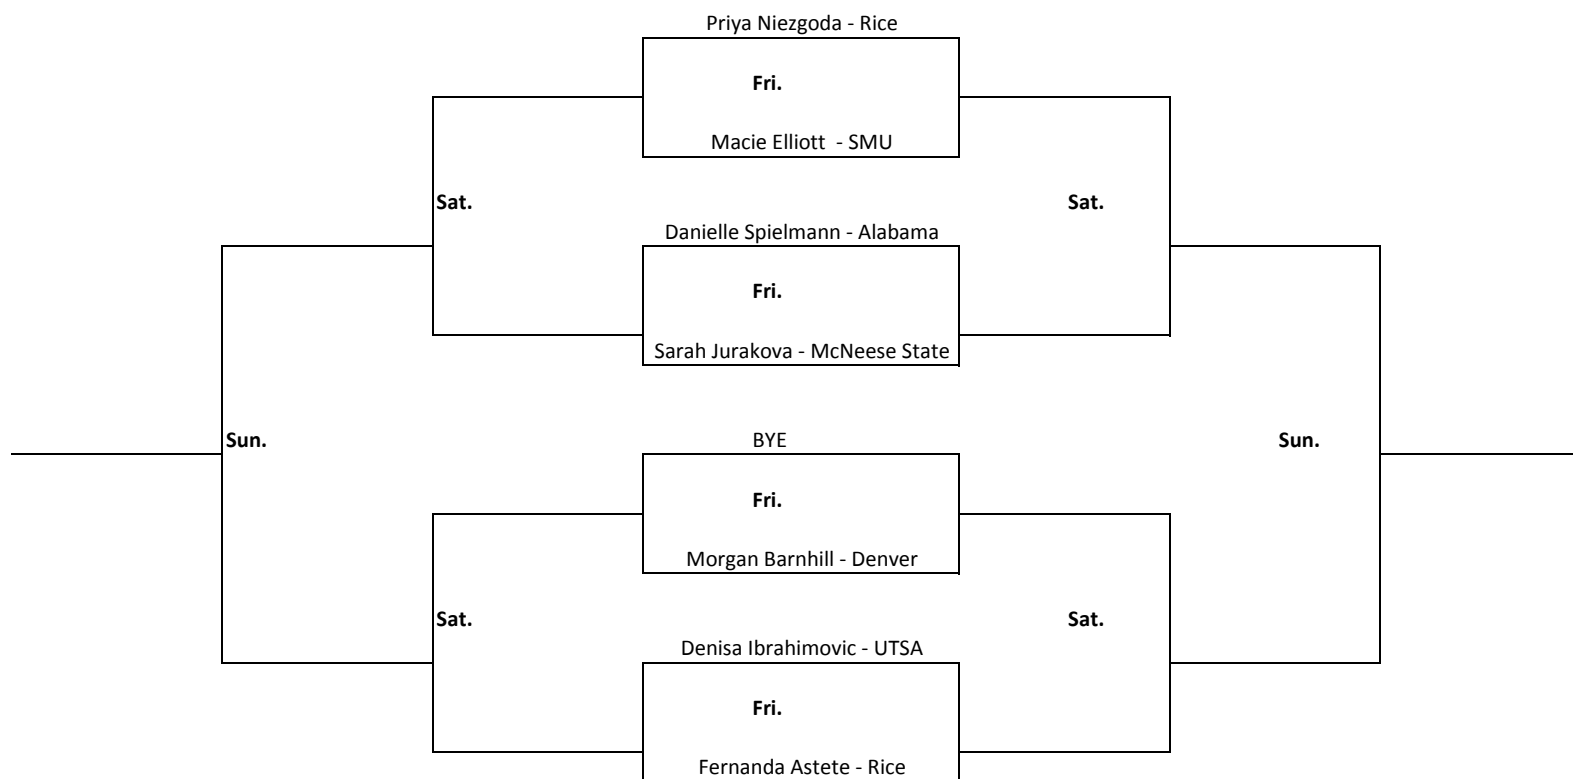 Priya Niezgoda - Rice
Fri.
Macie Elliott  - SMU
Sat.
Sat.
Danielle Spielmann - Alabama
Fri.
Sarah Jurakova - McNeese State
Sun.
BYE
Sun.
Fri.
Morgan Barnhill - Denver
Sat.
Sat.
Denisa Ibrahimovic - UTSA
Fri.
Fernanda Astete - Rice